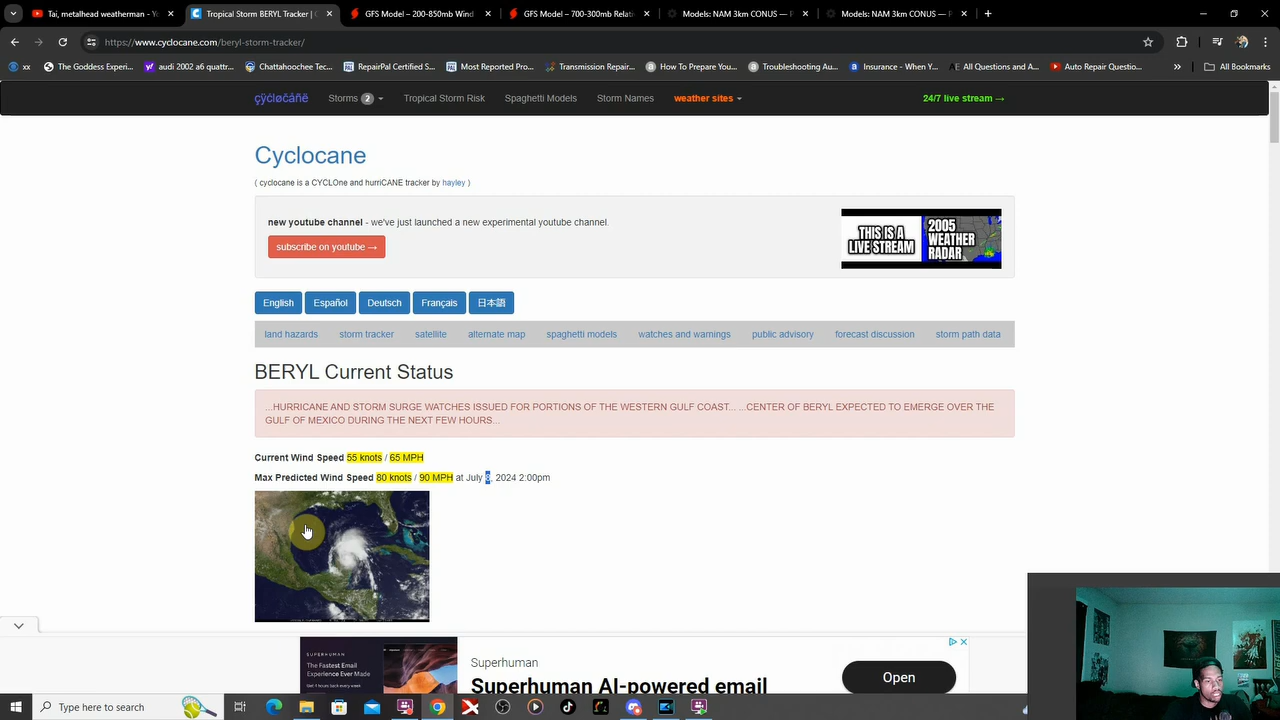 Tai, metalhead weatherman - Yo
Tropical Storm BERYL Tracker | C
GFS Model – 200-850mb Wind
GFS Model – 700-300mb Relati
Models: NAM 3km CONUS — P
Models: NAM 3km CONUS — P
https://www.cyclocane.com/beryl-storm-tracker/
xx
The Goddess Experi...
audi 2002 a6 quattr...
Chattahoochee Tec...
RepairPal Certified S...
Most Reported Pro...
Transmission Repair...
How To Prepare You...
Troubleshooting Au...
Insurance - When Y...
All Questions and A...
Auto Repair Questio...
All Bookmarks
çÿćløčåñê
Storms 2
Tropical Storm Risk
Spaghetti Models
Storm Names
weather sites
24/7 live stream →
Cyclocane
( cyclocane is a CYCLOne and hurriCANE tracker by hayley )
new youtube channel - we've just launched a new experimental youtube channel.
subscribe on youtube →
THIS IS A
LIVE STREAM
2005
WEATHER
RADAR
English
Español
Deutsch
Français
日本語
land hazards
storm tracker
satellite
alternate map
spaghetti models
watches and warnings
public advisory
forecast discussion
storm path data
BERYL Current Status
...HURRICANE AND STORM SURGE WATCHES ISSUED FOR PORTIONS OF THE WESTERN GULF COAST... ...CENTER OF BERYL EXPECTED TO EMERGE OVER THE
GULF OF MEXICO DURING THE NEXT FEW HOURS...
Current Wind Speed 55 knots / 65 MPH
Max Predicted Wind Speed 80 knots / 90 MPH at July 8, 2024 2:00pm
SUPERHUMAN
The Fastest Email
Experience Ever Made
Superhuman
Superhuman AI-powered email
Open
Type here to search